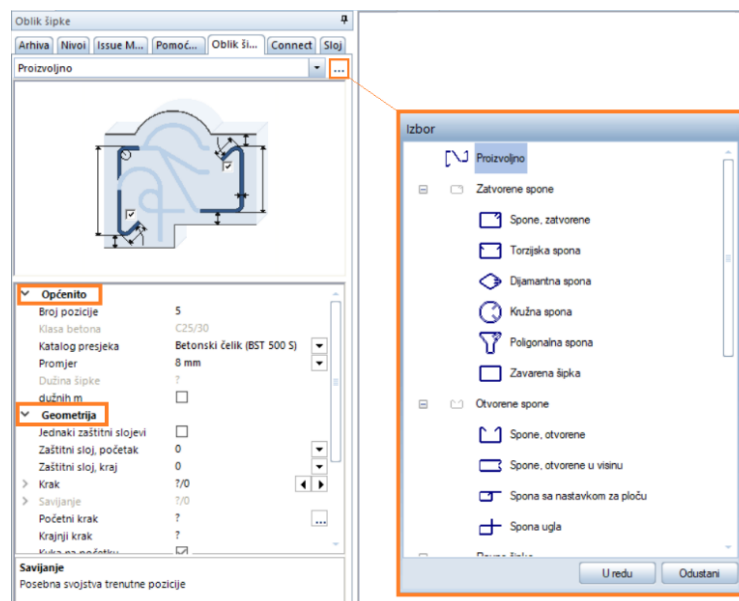 Oblik šipke
Arhiva Nivoi Issue M... Pomoć... Oblik ši... Connect Sloj
Proizvoljno ...
Općenito
Broj pozicije 5
Klasa betona C25/30
Katalog presjeka Betonski čelik (BST 500 S)
Promjer 8 mm
Dužina šipke ?
dužnih m
Geometrija
Jednaki zaštitni slojevi
Zaštitni sloj, početak 0
Zaštitni sloj, kraj 0
Krak ?/0
Savijanje ?/0
Početni krak ? ...
Krajnji krak ?
Kuka na početku
Savijanje
Posebna svojstva trenutne pozicije
Izbor
Proizvoljno
Zatvorene spone
Spone, zatvorene
Torzijska spona
Dijamantna spona
Kružna spona
Poligonalna spona
Zavarena šipka
Otvorene spone
Spone, otvorene
Spone, otvorene u visinu
Spona sa nastavkom za ploču
Spona ugla
U redu Odustani